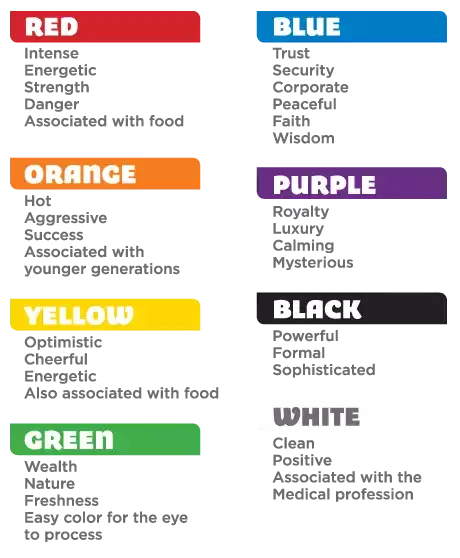 RED
Intense
Energetic
Strength
Danger
Associated with food
ORANGE
Hot
Aggressive
Success
Associated with
younger generations
YELLOW
Optimistic
Cheerful
Energetic
Also associated with food
GREEN
Wealth
Nature
Freshness
Easy color for the eye
to process
BLUE
Trust
Security
Corporate
Peaceful
Faith
Wisdom
PURPLE
Royalty
Luxury
Calming
Mysterious
BLACK
Powerful
Formal
Sophisticated
WHITE
Clean
Positive
Associated with the
Medical profession